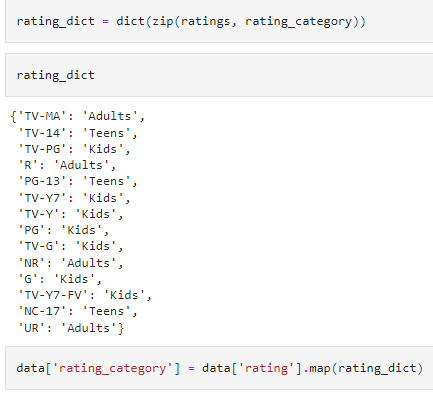 rating_dict = dict(zip(ratings, rating_category))
rating_dict
{'TV-MA': 'Adults',
 'TV-14': 'Teens',
 'TV-PG': 'Kids',
 'R': 'Adults',
 'PG-13': 'Teens',
 'TV-Y7': 'Kids',
 'TV-Y': 'Kids',
 'PG': 'Kids',
 'TV-G': 'Kids',
 'NR': 'Adults',
 'G': 'Kids',
 'TV-Y7-FV': 'Kids',
 'NC-17': 'Teens',
 'UR': 'Adults'}
data['rating_category'] = data['rating'].map(rating_dict)